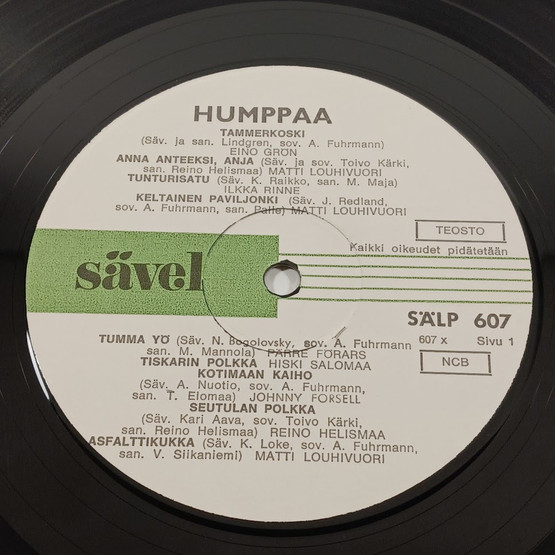 HUMPPAA
TAMMERKOSKI
(Säv. ja san. Lindgren, sov. A. Fuhrmann)
EINO GRÖN
ANNA ANTEEKSI, ANJA (Säv. ja sov. Toivo Kärki,
san. Reino Helismaa) MATTI LOUHIVUORI
TUNTURISATU (Säv. K. Raikko, san. M. Maja)
ILKKA RINNE
KELTAINEN PAVILJONKI (Säv. J. Redland,
sov. A. Fuhrmann, san. Palle) MATTI LOUHIVUORI
TEOSTO
Kaikki oikeudet pidätetään
sävel
SÄLP 607
607 x Sivu 1
NCB
TUMMA YÖ (Säv. N. Bogolovsky, sov. A. Fuhrmann
san. M. Mannola) PÄRRE FÖRARS
TISKARIN POLKKA HISKI SALOMAA
KOTIMAAN KAIHO
(Säv. A. Nuotio, sov. A. Fuhrmann,
san. T. Elomaa) JOHNNY FORSELL
SEUTULAN POLKKA
(Säv. Kari Aava, sov. Toivo Kärki,
san. Reino Helismaa) REINO HELISMAA
ASFALTTIKUKKA (Säv. K. Loke, sov. A. Fuhrmann,
san. V. Siikaniemi) MATTI LOUHIVUORI